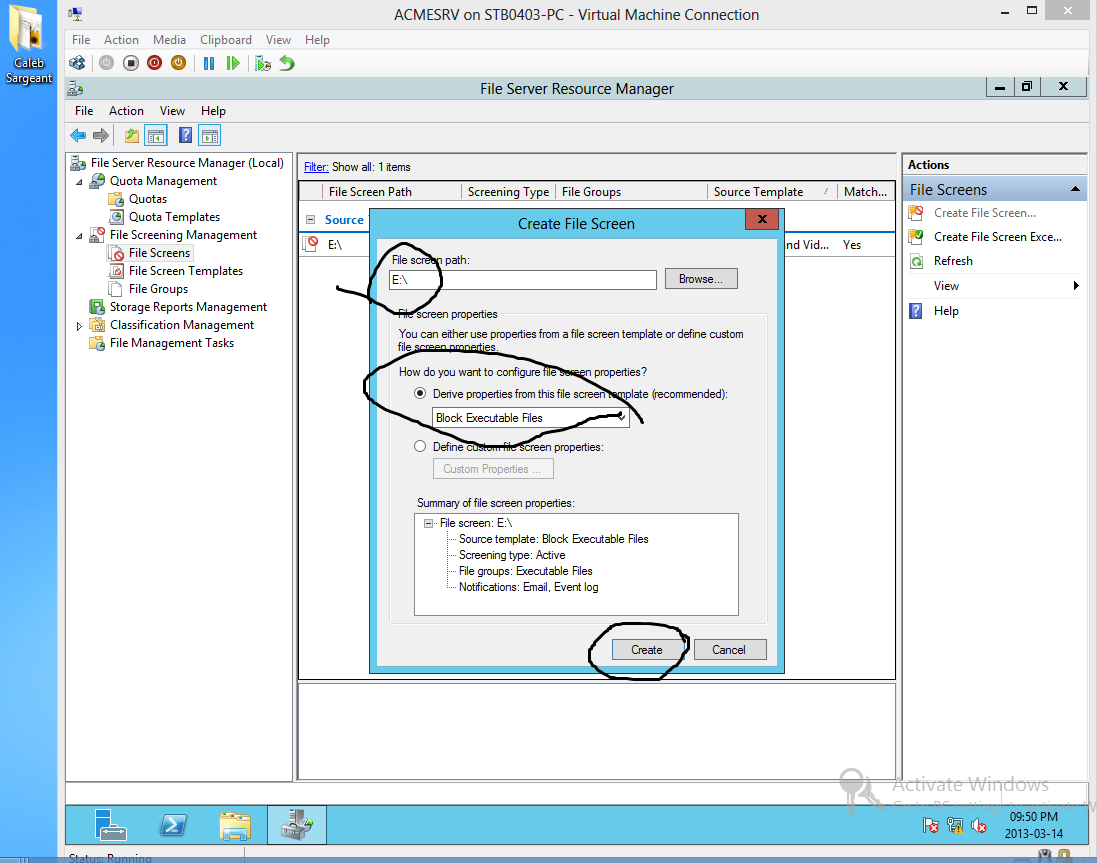 ACMESRV on STB0403-PC - Virtual Machine Connection
Caleb
Sargeant
File Action Media Clipboard View Help
File Server Resource Manager
File Action View Help
File Server Resource Manager (Local)
Quota Management
Quotas
Quota Templates
File Screening Management
File Screens
File Screen Templates
File Groups
Storage Reports Management
Classification Management
File Management Tasks
Filter: Show all: 1 items
File Screen Path Screening Type File Groups Source Template Match...
Source
E:\ and Vid... Yes
Create File Screen
File screen path:
E:\ Browse...
File screen properties
You can either use properties from a file screen template or define custom
file screen properties.
How do you want to configure file screen properties?
Derive properties from this file screen template (recommended):
Block Executable Files
Define custom file screen properties:
Custom Properties ...
Summary of file screen properties:
File screen: E:\
Source template: Block Executable Files
Screening type: Active
File groups: Executable Files
Notifications: Email, Event log
Create Cancel
Actions
File Screens
Create File Screen...
Create File Screen Exce...
Refresh
View
Help
Activate Windows
Go to PC settings to activate W
09:50 PM
2013-03-14
Status: Running